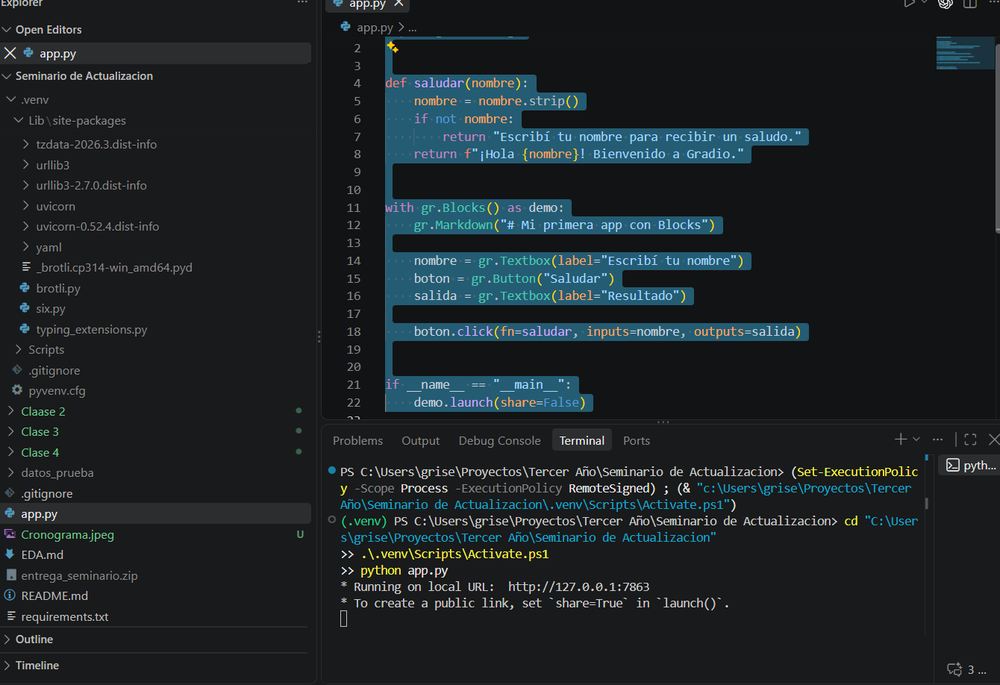 Explorer
Open Editors
app.py
Seminario de Actualizacion
.venv
Lib\site-packages
tzdata-2026.3.dist-info
urllib3
urllib3-2.7.0.dist-info
uvicorn
uvicorn-0.52.4.dist-info
yaml
_brotli.cp314-win_amd64.pyd
brotli.py
six.py
typing_extensions.py
Scripts
.gitignore
pyvenv.cfg
Claase 2
Clase 3
Clase 4
datos_prueba
.gitignore
app.py
Cronograma.jpeg U
EDA.md
entrega_seminario.zip
README.md
requirements.txt
Outline
Timeline
app.py
app.py > ...
2
3
4 def saludar(nombre):
5 nombre = nombre.strip()
6 if not nombre:
7 return "Escribí tu nombre para recibir un saludo."
8 return f"¡Hola {nombre}! Bienvenido a Gradio."
9
10
11 with gr.Blocks() as demo:
12 gr.Markdown("# Mi primera app con Blocks")
13
14 nombre = gr.Textbox(label="Escribí tu nombre")
15 boton = gr.Button("Saludar")
16 salida = gr.Textbox(label="Resultado")
17
18 boton.click(fn=saludar, inputs=nombre, outputs=salida)
19
20
21 if __name__ == "__main__":
22 demo.launch(share=False)
Problems Output Debug Console Terminal Ports
PS C:\Users\grise\Proyectos\Tercer Año\Seminario de Actualizacion> (Set-ExecutionPolic
y -Scope Process -ExecutionPolicy RemoteSigned) ; (& "c:\Users\grise\Proyectos\Tercer
Año\Seminario de Actualizacion\.venv\Scripts\Activate.ps1")
(.venv) PS C:\Users\grise\Proyectos\Tercer Año\Seminario de Actualizacion> cd "C:\User
s\grise\Proyectos\Tercer Año\Seminario de Actualizacion"
>> .\.venv\Scripts\Activate.ps1
>> python app.py
* Running on local URL:  http://127.0.0.1:7863
* To create a public link, set `share=True` in `launch()`.
pyth...
3 ...